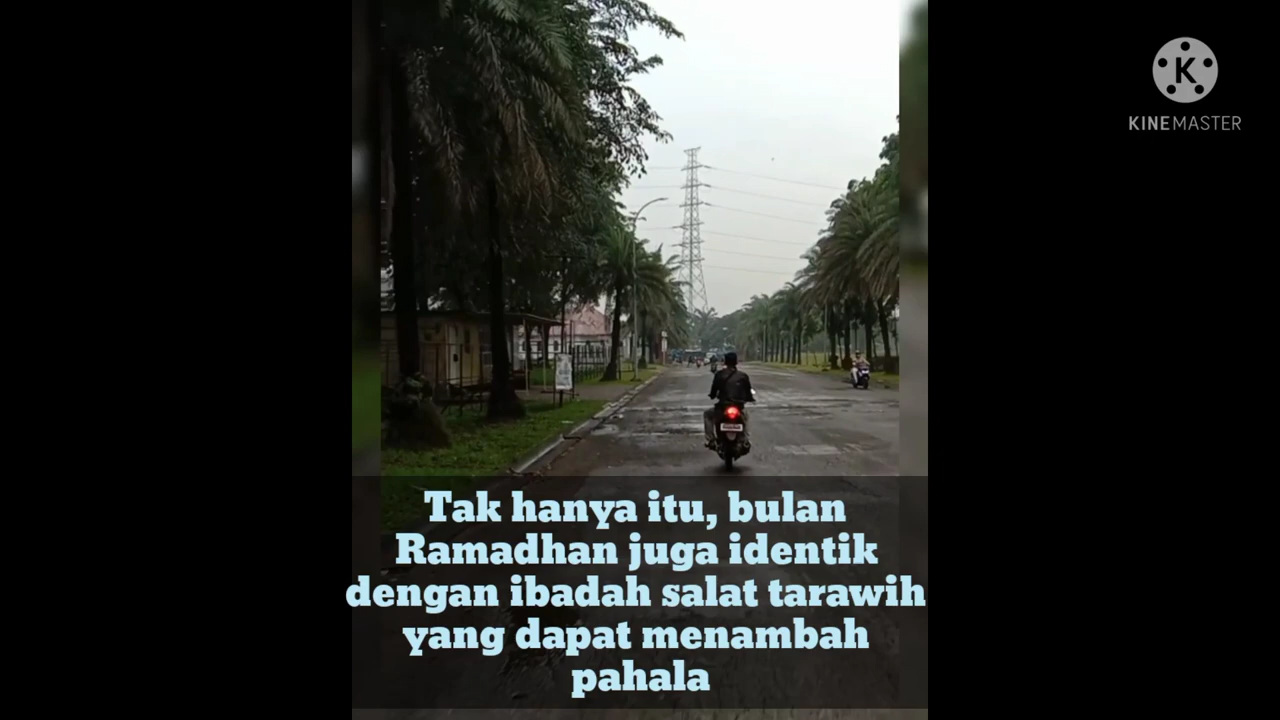 KINEMASTER
Tak hanya itu, bulan
Ramadhan juga identik
dengan ibadah salat tarawih
yang dapat menambah
pahala